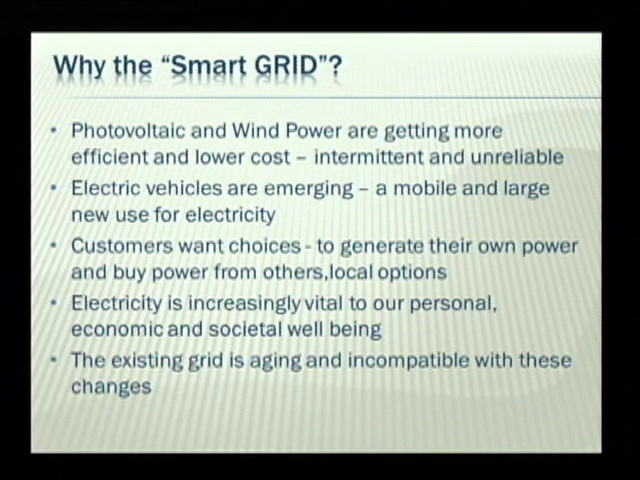 Why the “Smart GRID”?
• Photovoltaic and Wind Power are getting more
efficient and lower cost – intermittent and unreliable
• Electric vehicles are emerging – a mobile and large
new use for electricity
• Customers want choices - to generate their own power
and buy power from others,local options
• Electricity is increasingly vital to our personal,
economic and societal well being
• The existing grid is aging and incompatible with these
changes